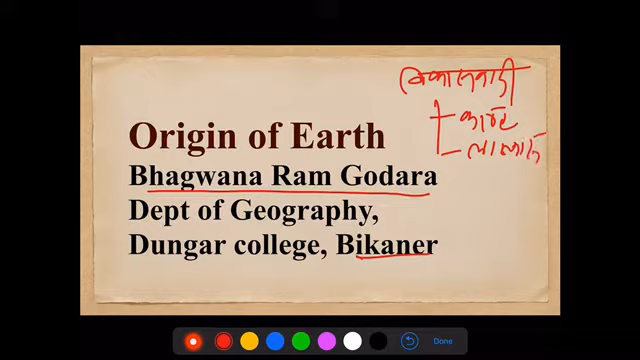 विकासवादी
काण्ट
लाप्लास
Origin of Earth
Bhagwana Ram Godara
Dept of Geography,
Dungar college, Bikaner
Done